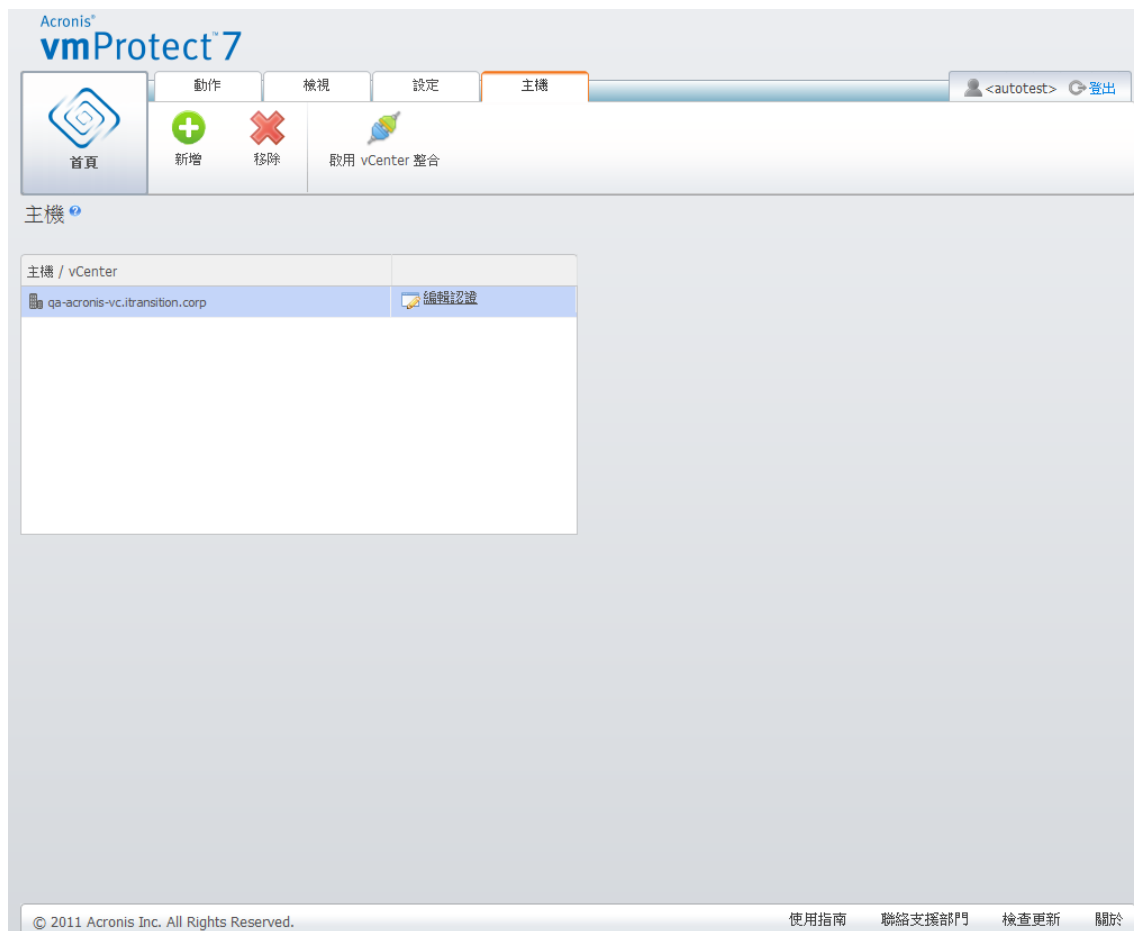 Acronis®
vmProtect™ 7
動作 檢視 設定 主機 <autotest> 登出
首頁 新增 移除 啟用 vCenter 整合
主機
主機 / vCenter
qa-acronis-vc.itransition.corp 編輯認證
© 2011 Acronis Inc. All Rights Reserved. 使用指南 聯絡支援部門 檢查更新 關於